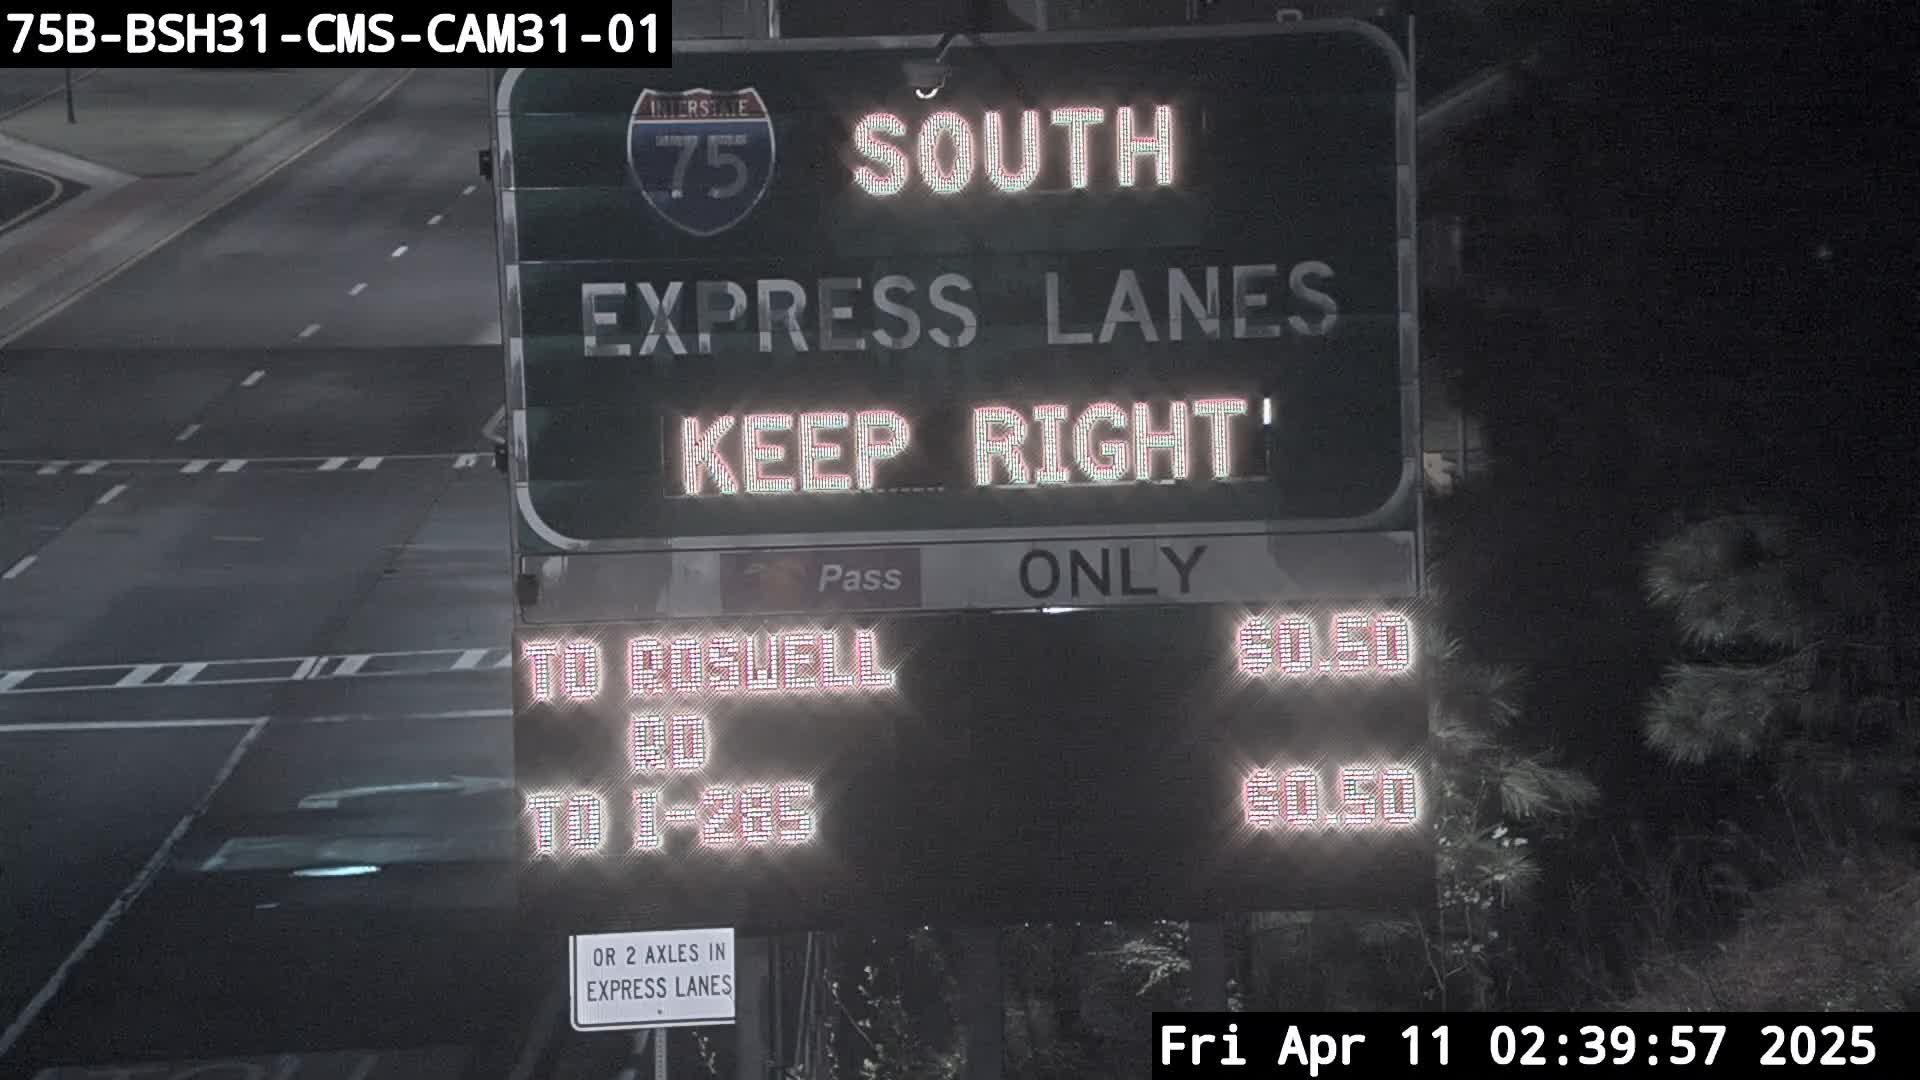 75B-BSH31-CMS-CAM31-01
INTERSTATE
75
SOUTH
EXPRESS LANES
KEEP RIGHT
Pass ONLY
TO ROSWELL $0.50
RD
TO I-285 $0.50
OR 2 AXLES IN
EXPRESS LANES
Fri Apr 11 02:39:57 2025